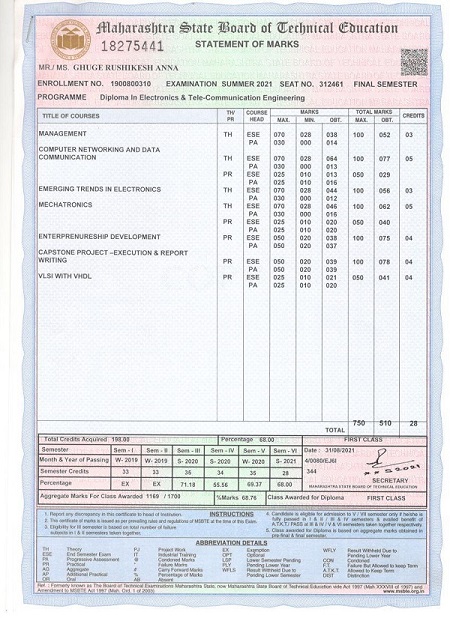 Maharashtra State Board of Technical Education
18275441 STATEMENT OF MARKS
MR./ MS. GHUGE RUSHIKESH ANNA
ENROLLMENT NO. 1900800310 EXAMINATION SUMMER 2021 SEAT NO. 312461 FINAL SEMESTER
PROGRAMME Diploma In Electronics & Tele-Communication Engineering
TITLE OF COURSES TH/ PR COURSE HEAD MARKS TOTAL MARKS CREDITS
MAX. MIN. OBT. MAX. OBT.
MANAGEMENT TH ESE 070 028 038 100 052 03
PA 030 000 014
COMPUTER NETWORKING AND DATA
COMMUNICATION TH ESE 070 028 064 100 077 05
PA 030 000 013
PR ESE 025 010 013 050 029
PA 025 010 016
EMERGING TRENDS IN ELECTRONICS TH ESE 070 028 044 100 056 03
PA 030 000 012
MECHATRONICS TH ESE 070 028 046 100 062 05
PA 030 000 016
PR ESE 025 010 020 050 040
PA 025 010 020
ENTERPRENEURSHIP DEVELOPMENT PR ESE 050 020 038 100 075 04
PA 050 020 037
CAPSTONE PROJECT –EXECUTION & REPORT
WRITING PR ESE 050 020 039 100 078 04
PA 050 020 039
VLSI WITH VHDL PR ESE 025 010 021 050 041 04
PA 025 010 020
TOTAL 750 510 28
Total Credits Acquired 198.00 Percentage 68.00 FIRST CLASS
Semester Sem - I Sem - II Sem - III Sem - IV Sem - V Sem - VI Date : 31/08/2021
Month & Year of Passing W- 2019 W- 2019 S- 2020 S- 2020 W- 2020 S- 2021 4/0080/EJ6I
Semester Credits 33 33 36 34 35 28 344
Percentage EX EX 71.18 65.56 69.37 68.00 SECRETARY
MAHARASHTRA STATE BOARD OF TECHNICAL EDUCATION
Aggregate Marks For Class Awarded 1169 / 1700 %Marks 68.76 Class Awarded for Diploma FIRST CLASS
INSTRUCTIONS
1. Report any discrepancy in this certificate to head of Institution.
2. The certificate of marks is issued as per prevailing rules and regulations of MSBTE at the time of this Exam.
3. Eligibility for III semester is based on total number of failure
subjects in I & II semesters taken together.
4. Candidate is eligible for admission to V / VII semester only if he/she is
fully passed in I & II / III & IV semesters & availed benefit of
A.T.K.T./ PASS at III & IV / V & VI semesters taken together respectively.
5. Class awarded for Diploma is based on aggregate marks obtained in
pre-final & final semester.
ABBREVIATION DETAILS
TH Theory
ESE End Semester Exam
PA Progressive Assessment
PR Practical
AG Aggregate
AP Additional Practical
OR Oral
PJ Project Work
IT Industrial Training
Combined Marks
* Failure Marks
# Carry Forward Marks
% Percentage of Marks
AB Absent
EX Exemption
OPT Optional
LSP Lower Semester Pending
PLY Pending Lower Year
WFLS Result Withheld Due to
Pending Lower Semester
WFLY Result Withheld Due to
Pending Lower Year
CON Condoned
F.T. Failure But Allowed to keep Term
A.T.K.T. Allowed to Keep Term
DIST Distinction
Ref. : Formerly known as The Board of Technical Examinations Maharashtra State, now Maharashtra State Board of Technical Education vide Act 1997 (Mah.XXXVIII of 1997) and
Amendment to MSBTE Act 1997 (Mah. Ord. 1 of 2003)
www.msbte.org.in